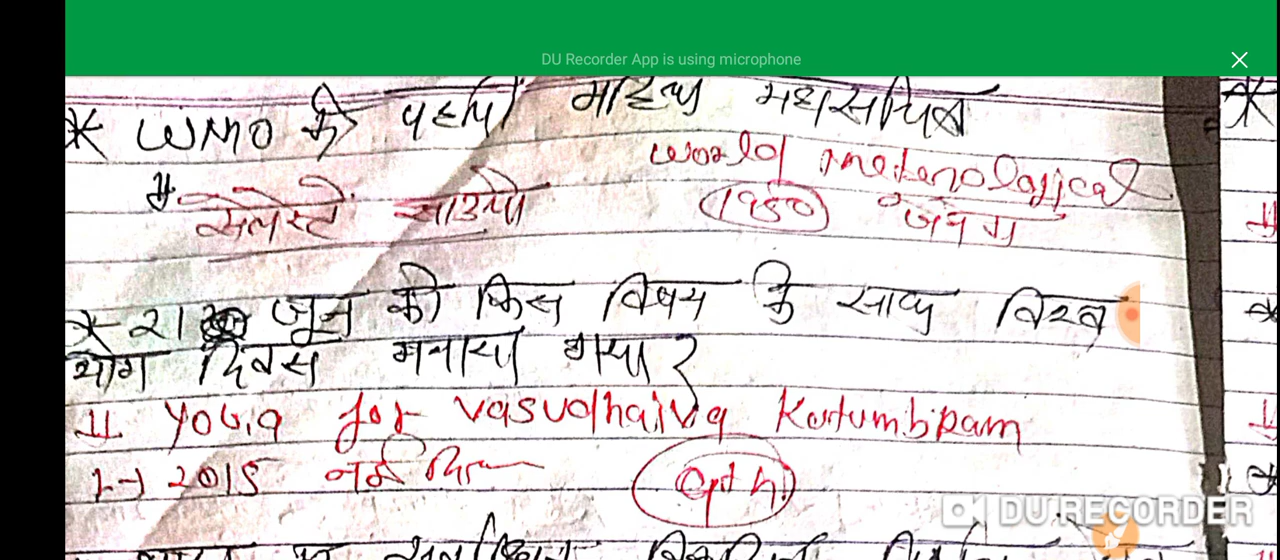 DU Recorder App is using microphone
* WMO की पहली महिला महासचिव
world meterological
सेलेस्टे साउलो 1950 जेनेवा
* 21 जून को किस विषय के साथ विश्व
योग दिवस मनाया गया?
Yoga for vasudhaiva Kutumbkam
1→ 2015 नई दिल्ली 9th
DU RECORDER